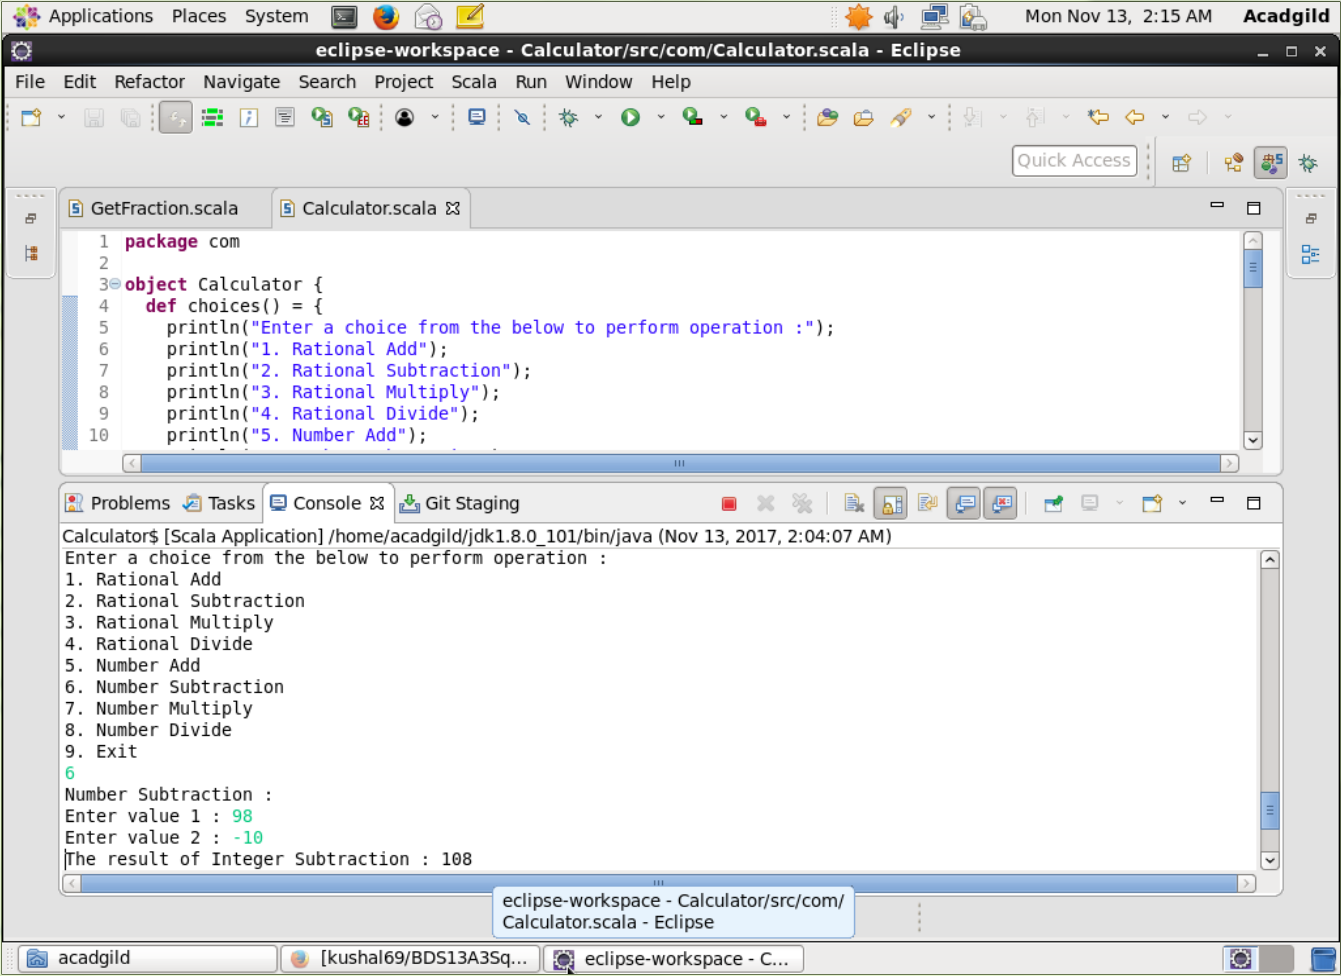 Applications Places System Mon Nov 13, 2:15 AM Acadgild
eclipse-workspace - Calculator/src/com/Calculator.scala - Eclipse
File Edit Refactor Navigate Search Project Scala Run Window Help
Quick Access
GetFraction.scala Calculator.scala
1 package com
2
3 object Calculator {
4 def choices() = {
5 println("Enter a choice from the below to perform operation :");
6 println("1. Rational Add");
7 println("2. Rational Subtraction");
8 println("3. Rational Multiply");
9 println("4. Rational Divide");
10 println("5. Number Add");
Problems Tasks Console Git Staging
Calculator$ [Scala Application] /home/acadgild/jdk1.8.0_101/bin/java (Nov 13, 2017, 2:04:07 AM)
Enter a choice from the below to perform operation :
1. Rational Add
2. Rational Subtraction
3. Rational Multiply
4. Rational Divide
5. Number Add
6. Number Subtraction
7. Number Multiply
8. Number Divide
9. Exit
6
Number Subtraction :
Enter value 1 : 98
Enter value 2 : -10
The result of Integer Subtraction : 108
eclipse-workspace - Calculator/src/com/
Calculator.scala - Eclipse
acadgild [kushal69/BDS13A3Sq... eclipse-workspace - C...